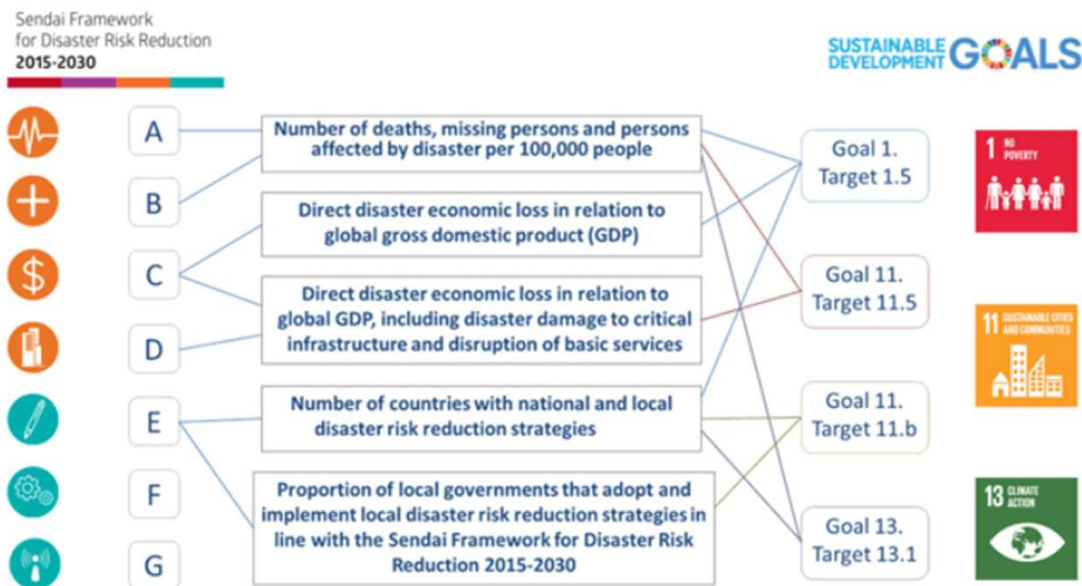 Sendai Framework
for Disaster Risk Reduction
2015-2030
SUSTAINABLE
DEVELOPMENT GOALS
A
B
C
D
E
F
G
Number of deaths, missing persons and persons
affected by disaster per 100,000 people
Direct disaster economic loss in relation to
global gross domestic product (GDP)
Direct disaster economic loss in relation to
global GDP, including disaster damage to critical
infrastructure and disruption of basic services
Number of countries with national and local
disaster risk reduction strategies
Proportion of local governments that adopt and
implement local disaster risk reduction strategies in
line with the Sendai Framework for Disaster Risk
Reduction 2015-2030
Goal 1.
Target 1.5
Goal 11.
Target 11.5
Goal 11.
Target 11.b
Goal 13.
Target 13.1
1 NO
POVERTY
11 SUSTAINABLE CITIES
AND COMMUNITIES
13 CLIMATE
ACTION
$